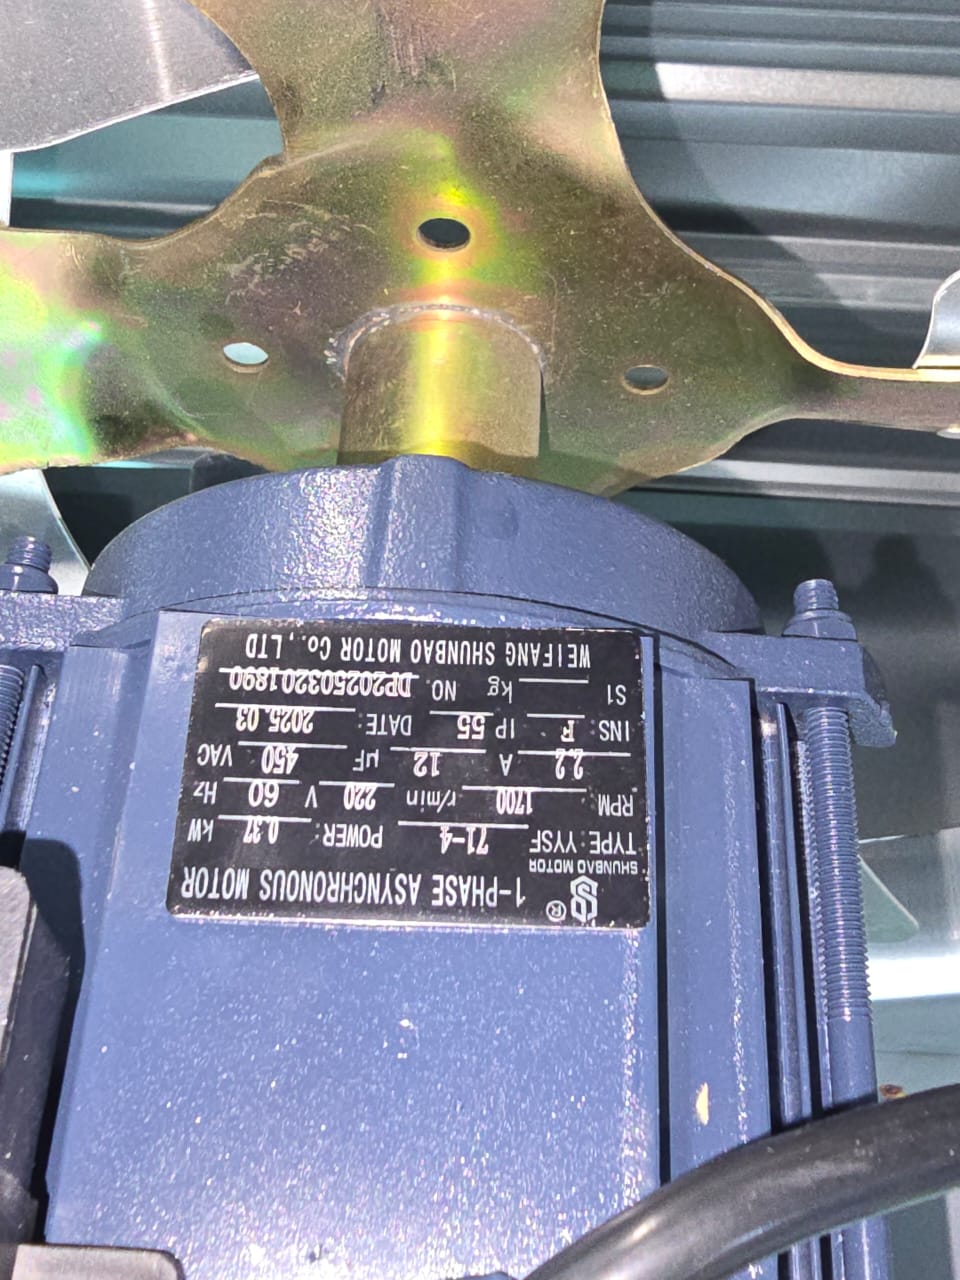 ® 1-PHASE ASYNCHRONOUS MOTOR
SHUNBAO MOTOR
TYPE: YYSF 71-4 POWER: 0.37 kW
RPM: 1700 r/min 220 V 60 Hz
2.2 A 12 µF 450 VAC
INS: F IP 55 DATE: 2025.03
S1 kg NO. DP202503201890
WEIFANG SHUNBAO MOTOR Co.,LTD